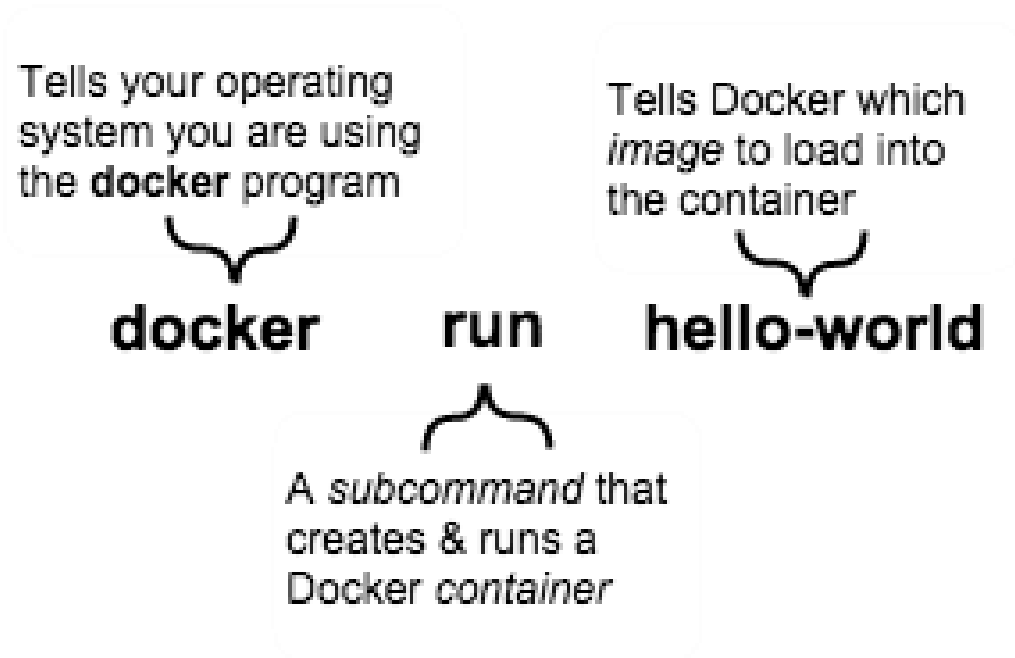 Tells your operating
system you are using
the docker program
Tells Docker which
image to load into
the container
docker run hello-world
A subcommand that
creates & runs a
Docker container